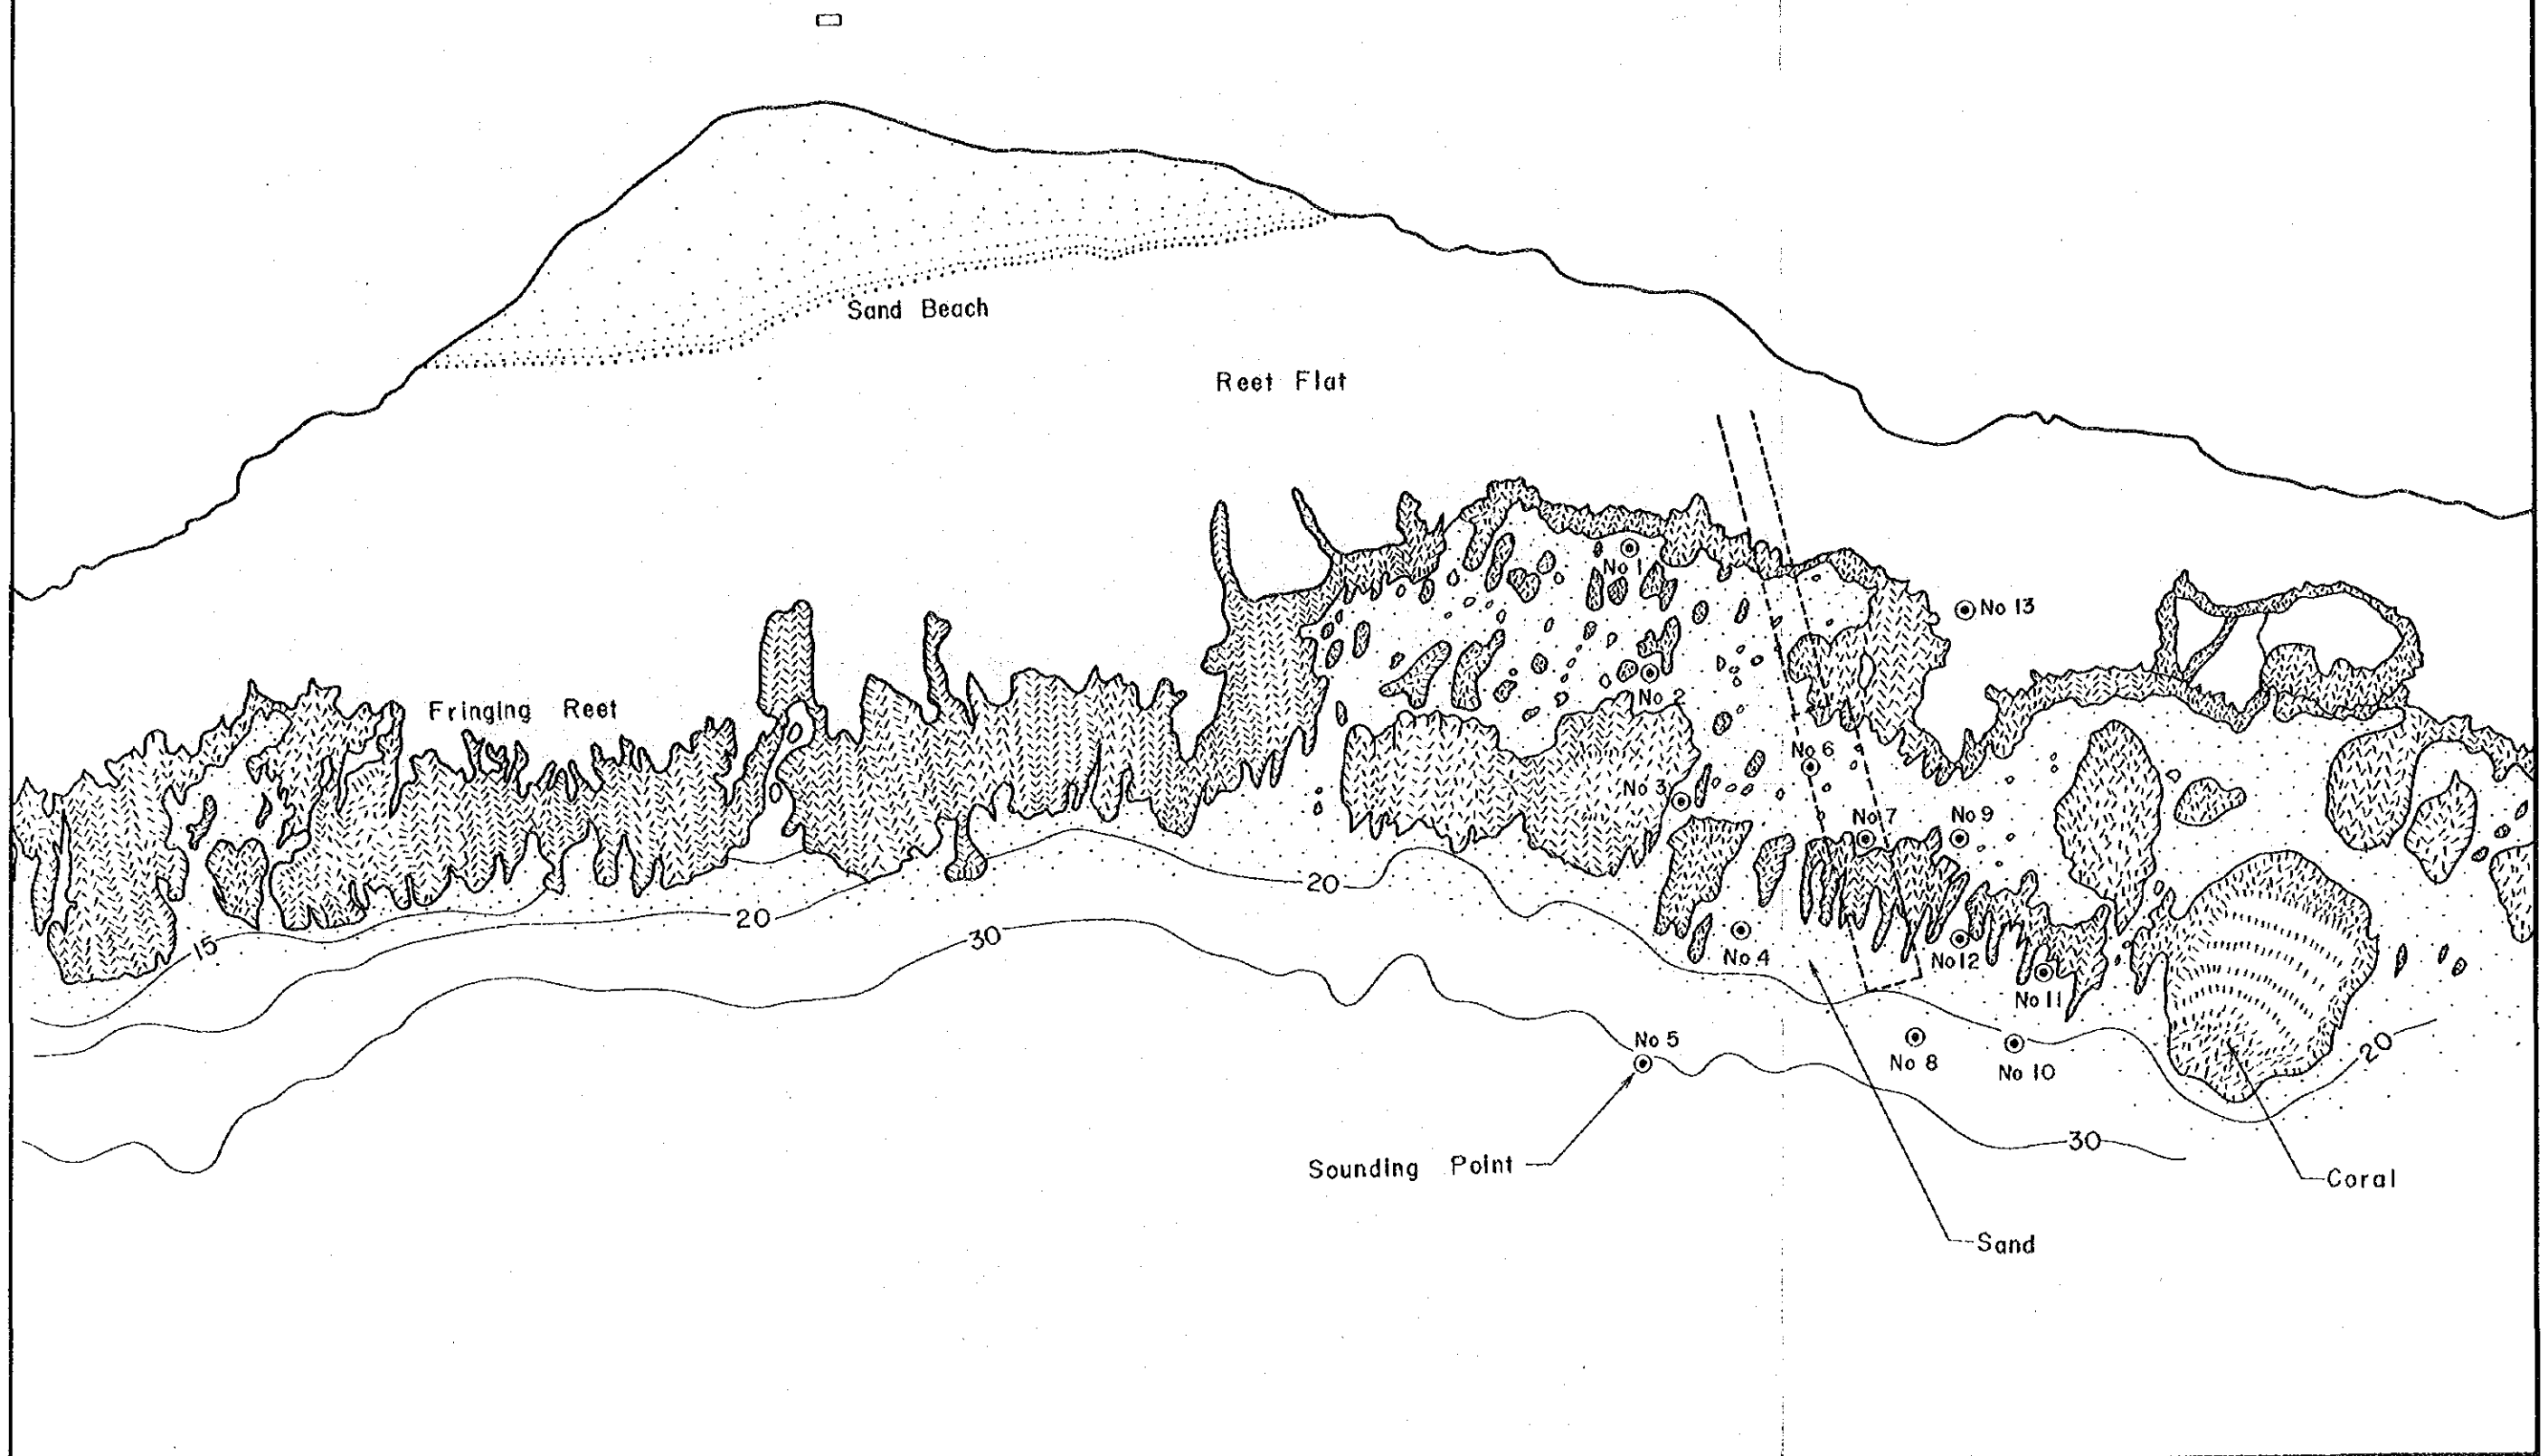 Sand Beach
Reet Flat
No 1
No 13
No 2
Fringing Reet
No 6
No 3
No 7
No 9
20
20
15
30
No 4
No 12
No 11
No 5
No 8
No 10
20
30
Sounding Point
Coral
Sand